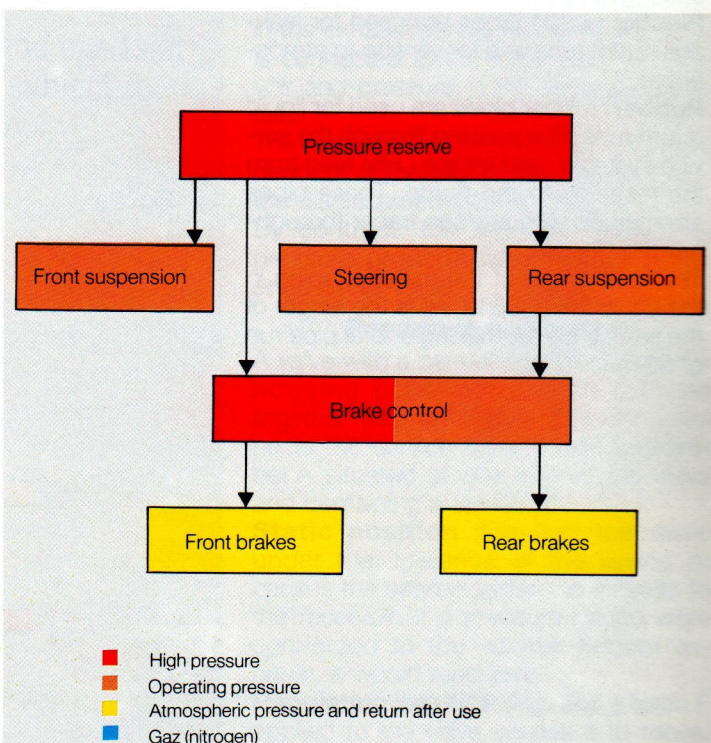 Pressure reserve
Front suspension
Steering
Rear suspension
Brake control
Front brakes
Rear brakes
High pressure
Operating pressure
Atmospheric pressure and return after use
Gaz (nitrogen)